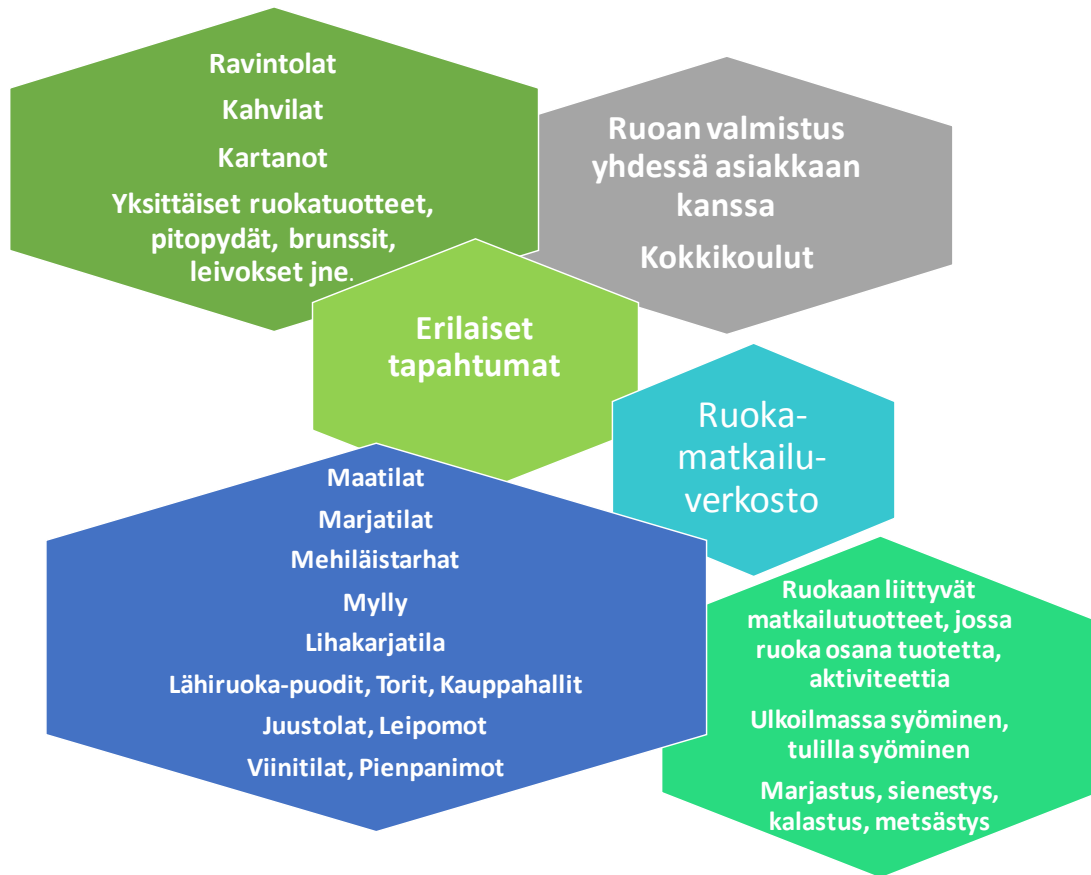 Ravintolat
Kahvilat
Kartanot
Yksittäiset ruokatuotteet,
pitopydät, brunssit,
leivokset jne.
Ruoan valmistus
yhdessä asiakkaan
kanssa
Kokkikoulut
Erilaiset
tapahtumat
Ruoka-
matkailu-
verkosto
Maatilat
Marjatilat
Mehiläistarhat
Mylly
Lihakarjatila
Lähiruoka-puodit, Torit, Kauppahallit
Juustolat, Leipomot
Viinitilat, Pienpanimot
Ruokaan liittyvät
matkailutuotteet, jossa
ruoka osana tuotetta,
aktiviteettia
Ulkoilmassa syöminen,
tulilla syöminen
Marjastus, sienestys,
kalastus, metsästys